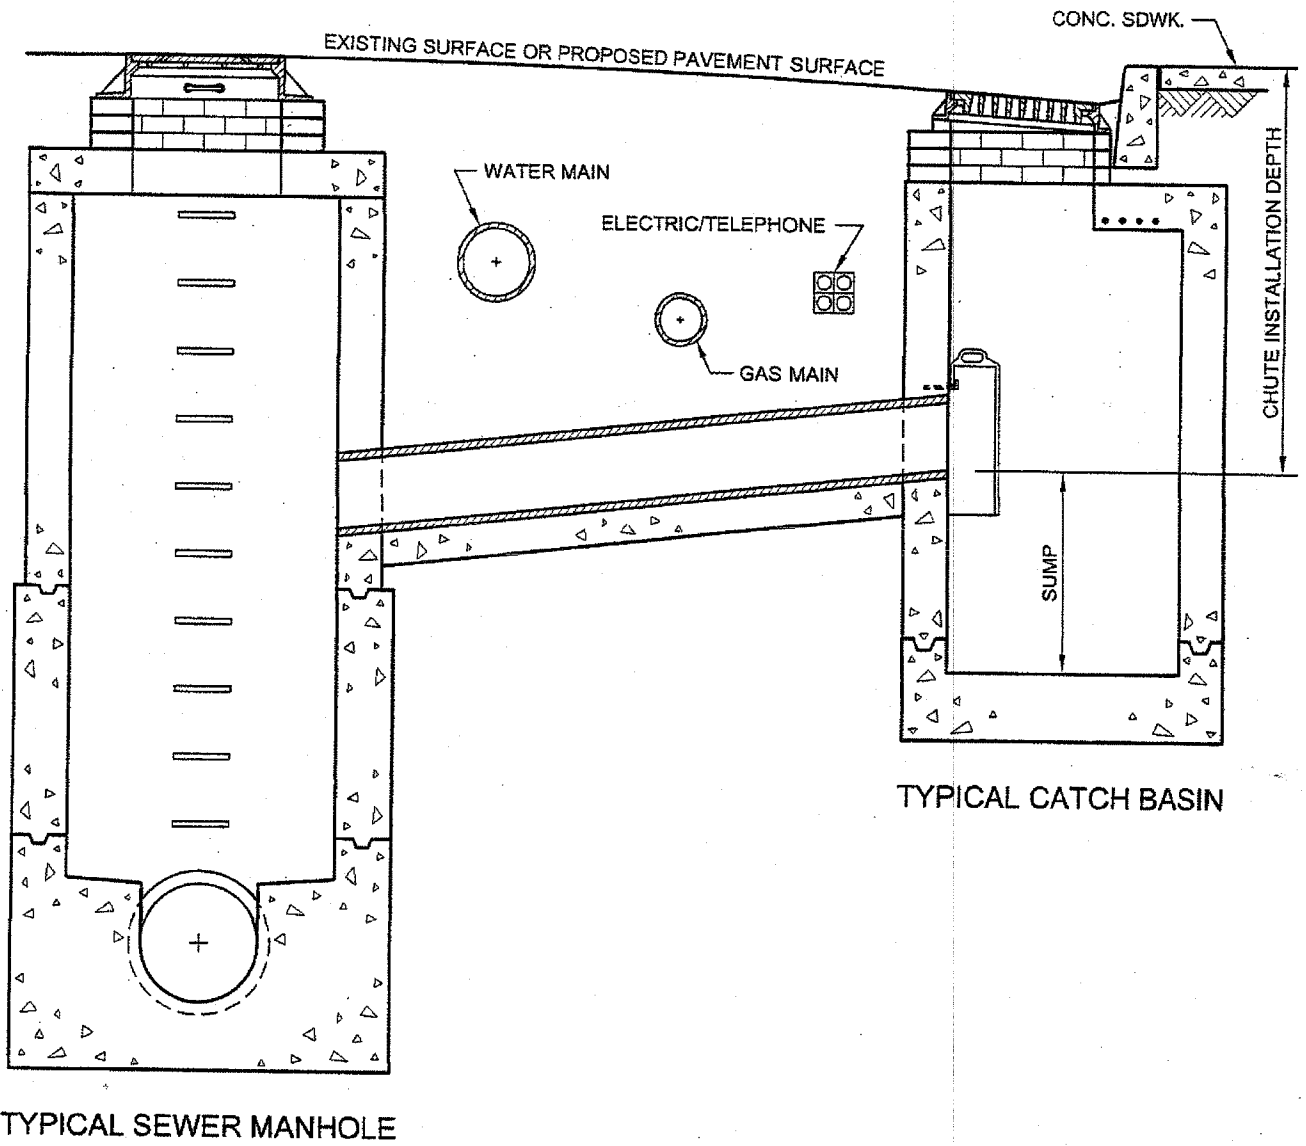 CONC. SDWK.
EXISTING SURFACE OR PROPOSED PAVEMENT SURFACE
WATER MAIN
ELECTRIC/TELEPHONE
GAS MAIN
CHUTE INSTALLATION DEPTH
SUMP
TYPICAL CATCH BASIN
TYPICAL SEWER MANHOLE